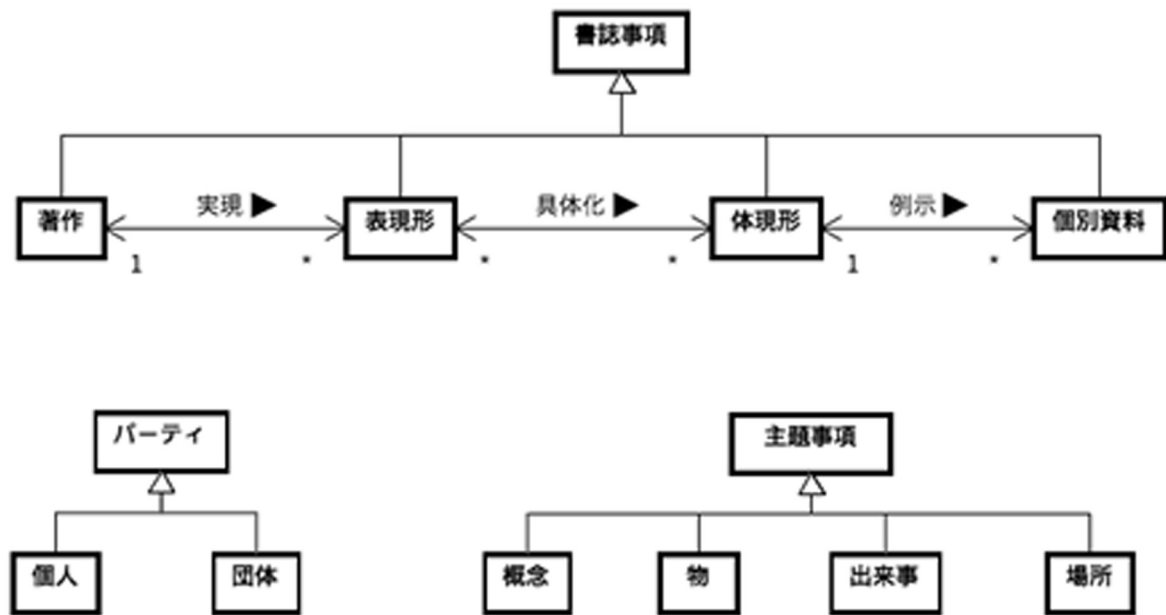 書誌事項
実現 ▶
具体化 ▶
例示 ▶
著作
表現形
体現形
個別資料
1
*
*
*
1
*
パーティ
主題事項
個人
団体
概念
物
出来事
場所